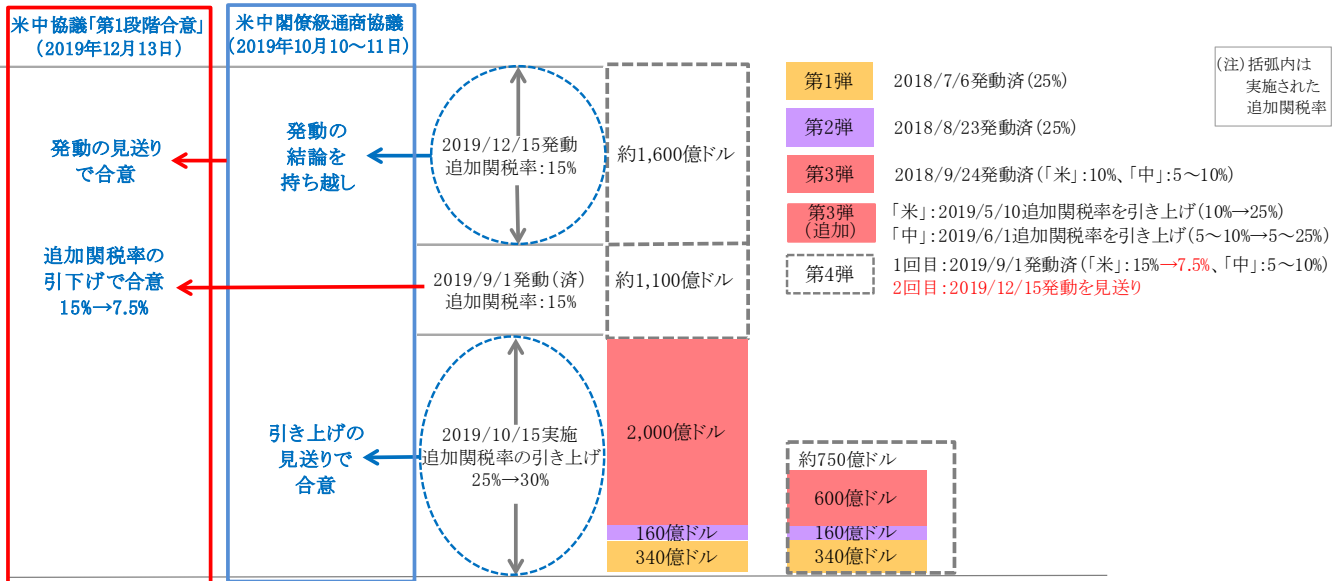 米中協議「第1段階合意」
（2019年12月13日）
発動の見送り
で合意
追加関税率の
引下げで合意
15%→7.5%
米中閣僚級通商協議
（2019年10月10～11日）
発動の
結論を
持ち越し
引き上げの
見送りで
合意
2019/12/15発動
追加関税率：15%
2019/9/1発動（済）
追加関税率：15%
2019/10/15実施
追加関税率の引き上げ
25%→30%
約1,600億ドル
約1,100億ドル
2,000億ドル
160億ドル
340億ドル
約750億ドル
600億ドル
160億ドル
340億ドル
第1弾 2018/7/6発動済（25%）
第2弾 2018/8/23発動済（25%）
第3弾 2018/9/24発動済（「米」：10%、「中」：5～10%）
第3弾
（追加）
「米」：2019/5/10追加関税率を引き上げ（10%→25%）
「中」：2019/6/1追加関税率を引き上げ（5～10%→5～25%）
第4弾
1回目：2019/9/1発動済（「米」：15%→7.5%、「中」：5～10%）
2回目：2019/12/15発動を見送り
（注）括弧内は
実施された
追加関税率